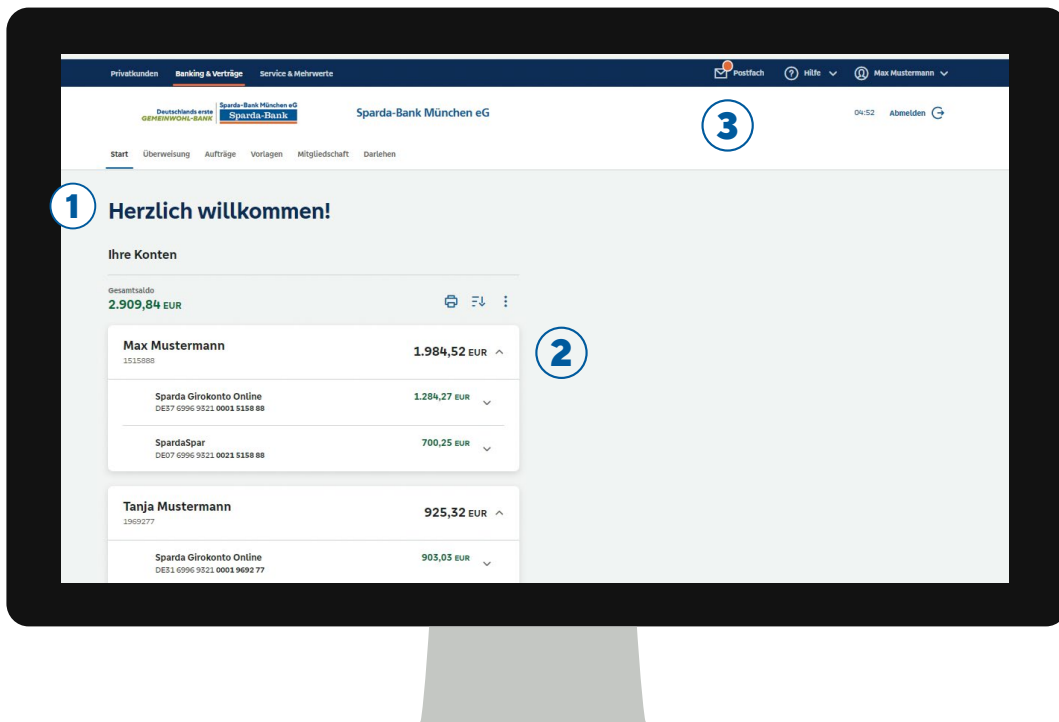 Privatkunden Banking & Verträge Service & Mehrwerte Postfach Hilfe Max Mustermann
Deutschlands erste
GEMEINWOHL-BANK
Sparda-Bank München eG
Sparda-Bank
Sparda-Bank München eG
3
04:52 Abmelden
Start Überweisung Aufträge Vorlagen Mitgliedschaft Darlehen
1
Herzlich willkommen!
Ihre Konten
Gesamtsaldo
2.909,84 EUR
Max Mustermann
1515888
1.984,52 EUR
2
Sparda Girokonto Online 1.284,27 EUR
DE37 6996 9321 0001 5158 88
SpardaSpar 700,25 EUR
DE07 6996 9321 0021 5158 88
Tanja Mustermann 925,32 EUR
1969277
Sparda Girokonto Online 903,03 EUR
DE31 6996 9321 0001 9692 77